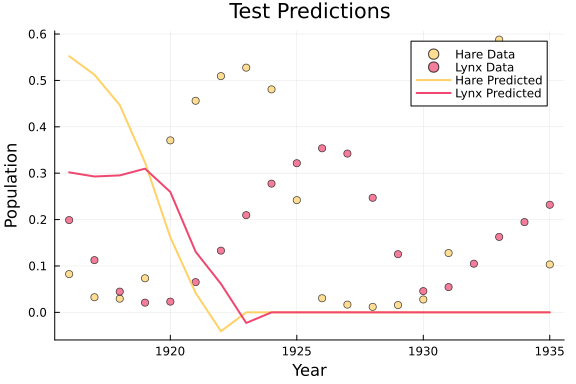 Test Predictions
Hare Data
Lynx Data
Hare Predicted
Lynx Predicted
0.6
0.5
0.4
0.3
0.2
0.1
0.0
Population
1920
1925
1930
1935
Year